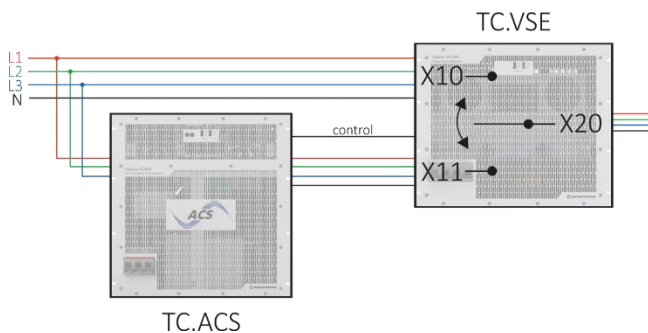 TC.VSE
L1
L2
L3
N
X10
X20
control
X11
ACS
TC.ACS